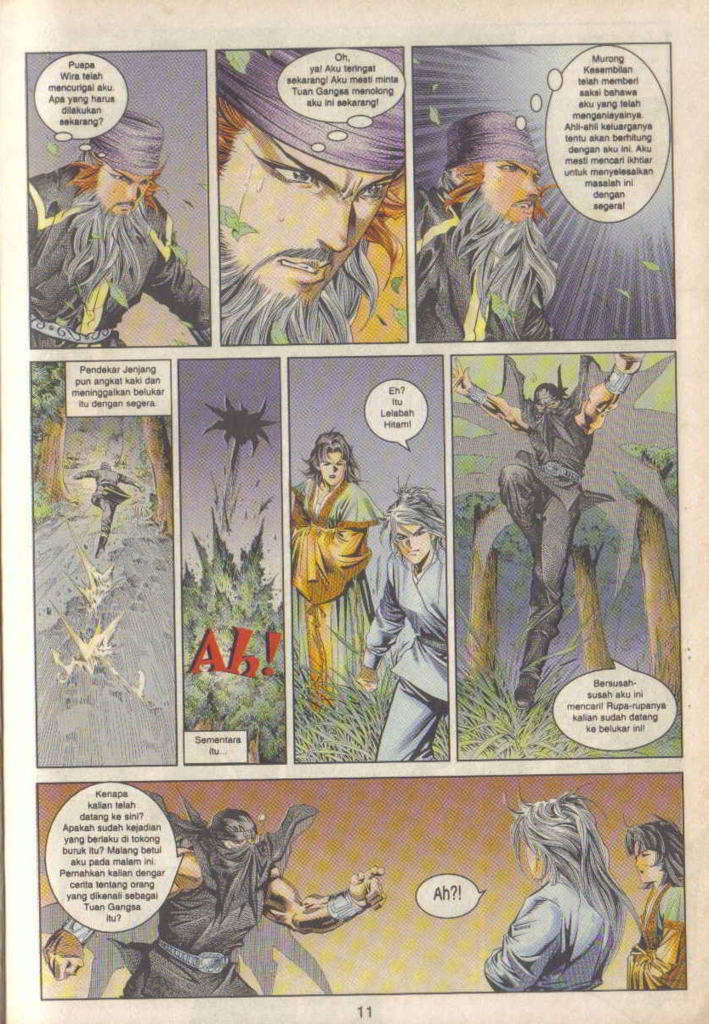 Puspa
Wira telah
mencurigai aku.
Apa yang harus
dilakukan
sekarang?
Oh,
ya! Aku teringat
sekarang! Aku mesti minta
Tuan Gangsa menolong
aku ini sekarang!
Murong
Kesembilan
telah memberi
saksi bahawa
aku yang telah
menganiayainya.
Ahli-ahli keluarganya
tentu akan berhitung
dengan aku ini. Aku
mesti mencari ikhtiar
untuk menyelesaikan
masalah ini
dengan
segera!
Pendekar Jenjang
pun angkat kaki dan
meninggalkan belukar
itu dengan segera.
Ah!
Sementara
itu...
Eh?
Itu
Lelabah
Hitam!
Bersusah-
susah aku ini
mencari! Rupa-rupanya
kalian sudah datang
ke belukar ini!
Kenapa
kalian telah
datang ke sini?
Apakah sudah kejadian
yang berlaku di tokong
buruk itu? Malang betul
aku pada malam ini.
Pernahkan kalian dengar
cerita tentang orang
yang dikenali sebagai
Tuan Gangsa
itu?
Ah?!
11